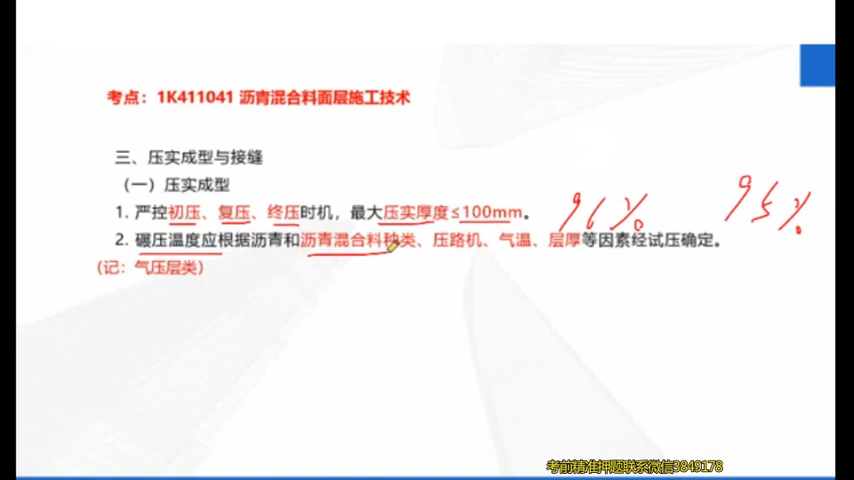 考点：1K411041 沥青混合料面层施工技术
三、压实成型与接缝
（一）压实成型
1. 严控初压、复压、终压时机，最大压实厚度≤100mm。
96%
95%
2. 碾压温度应根据沥青和沥青混合料种类、压路机、气温、层厚等因素经试压确定。
（记：气压层类）
考前精准押题联系微信3849178